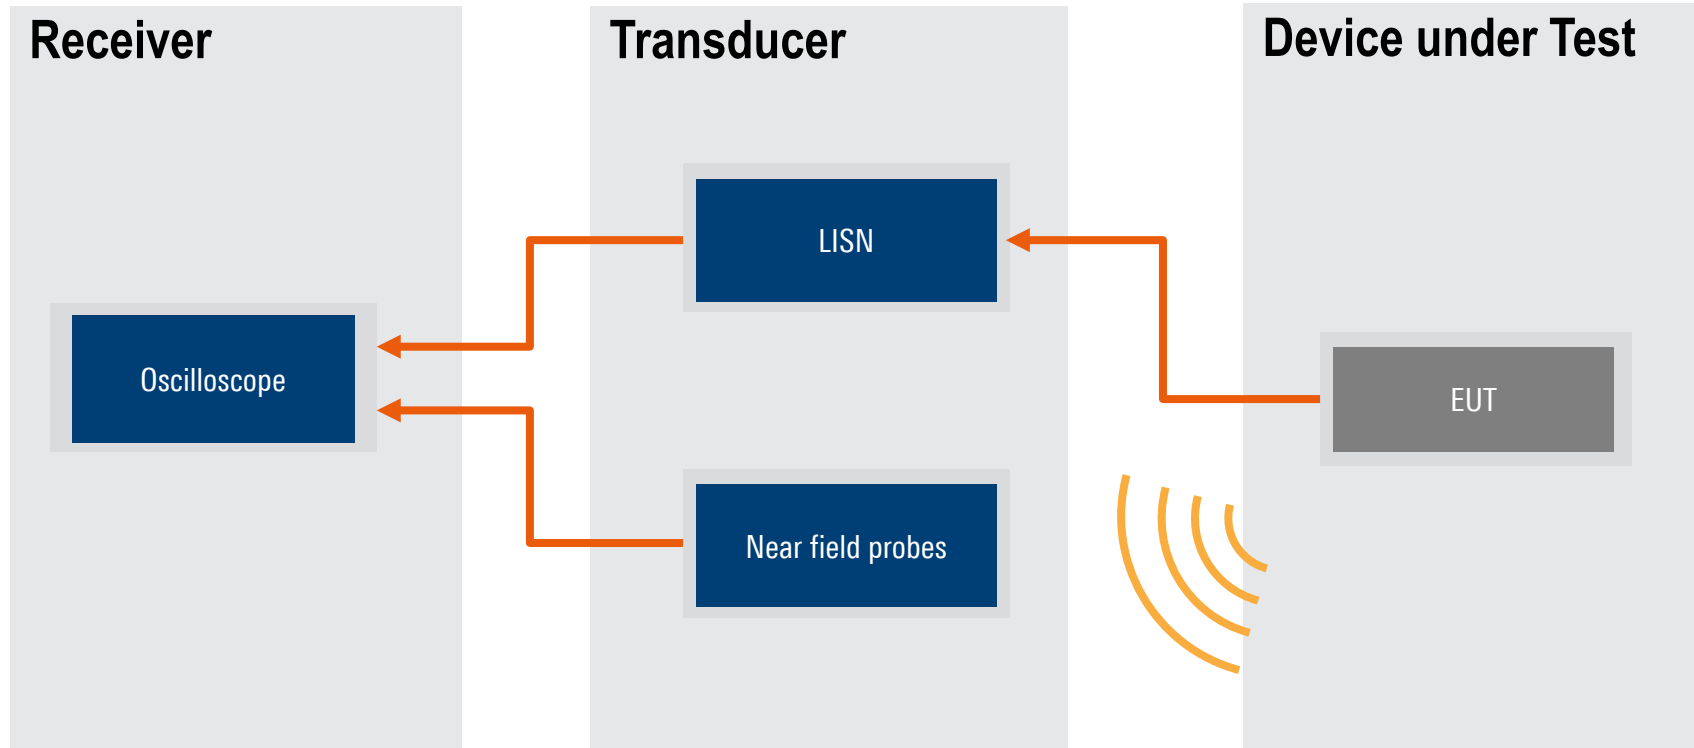 Receiver
Transducer
Device under Test
LISN
Oscilloscope
EUT
Near field probes